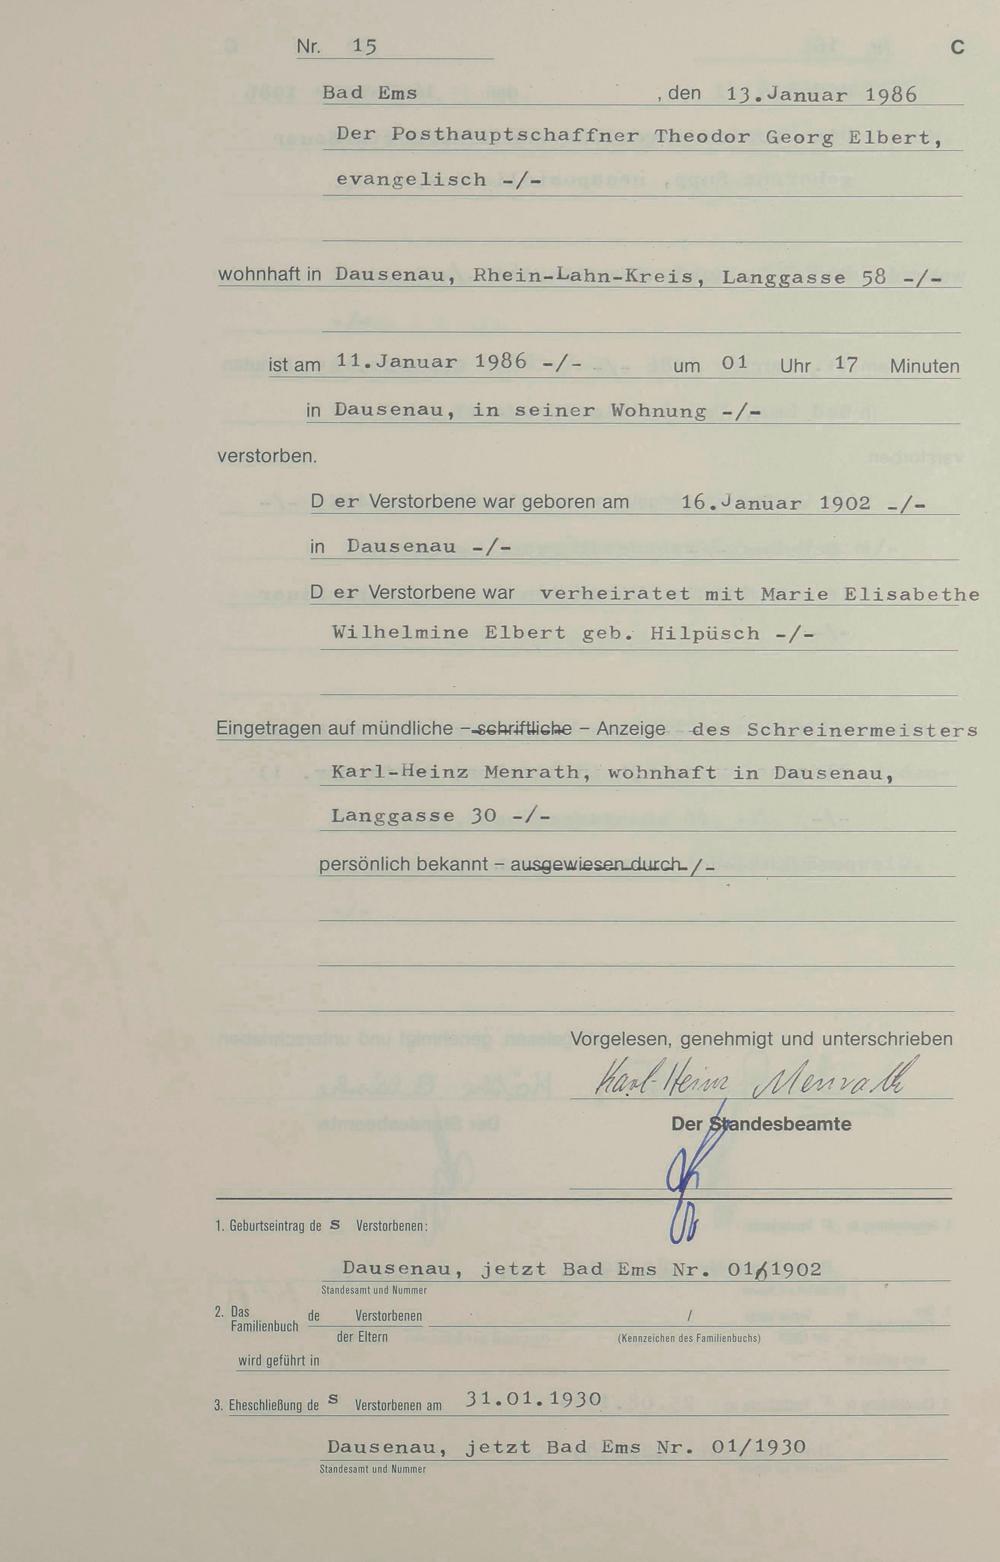 Nr. 15 C
Bad Ems , den 13.Januar 1986
Der Posthauptschaffner Theodor Georg Elbert,
evangelisch -/-
wohnhaft in Dausenau, Rhein-Lahn-Kreis, Langgasse 58 -/-
ist am 11.Januar 1986 -/- um 01 Uhr 17 Minuten
in Dausenau, in seiner Wohnung -/-
verstorben.
D er Verstorbene war geboren am 16.Januar 1902 -/-
in Dausenau -/-
D er Verstorbene war verheiratet mit Marie Elisabethe
Wilhelmine Elbert geb. Hilpüsch -/-
Eingetragen auf mündliche – schriftliche – Anzeige des Schreinermeisters
Karl-Heinz Menrath, wohnhaft in Dausenau,
Langgasse 30 -/-
persönlich bekannt – ausgewiesen durch -/-
Vorgelesen, genehmigt und unterschrieben
Karl-Heinz Menrath
Der Standesbeamte
1. Geburtseintrag de s Verstorbenen:
Dausenau, jetzt Bad Ems Nr. 01/1902
Standesamt und Nummer
2. Das Familienbuch de Verstorbenen /
der Eltern (Kennzeichen des Familienbuchs)
wird geführt in
3. Eheschließung de s Verstorbenen am 31.01.1930
Dausenau, jetzt Bad Ems Nr. 01/1930
Standesamt und Nummer